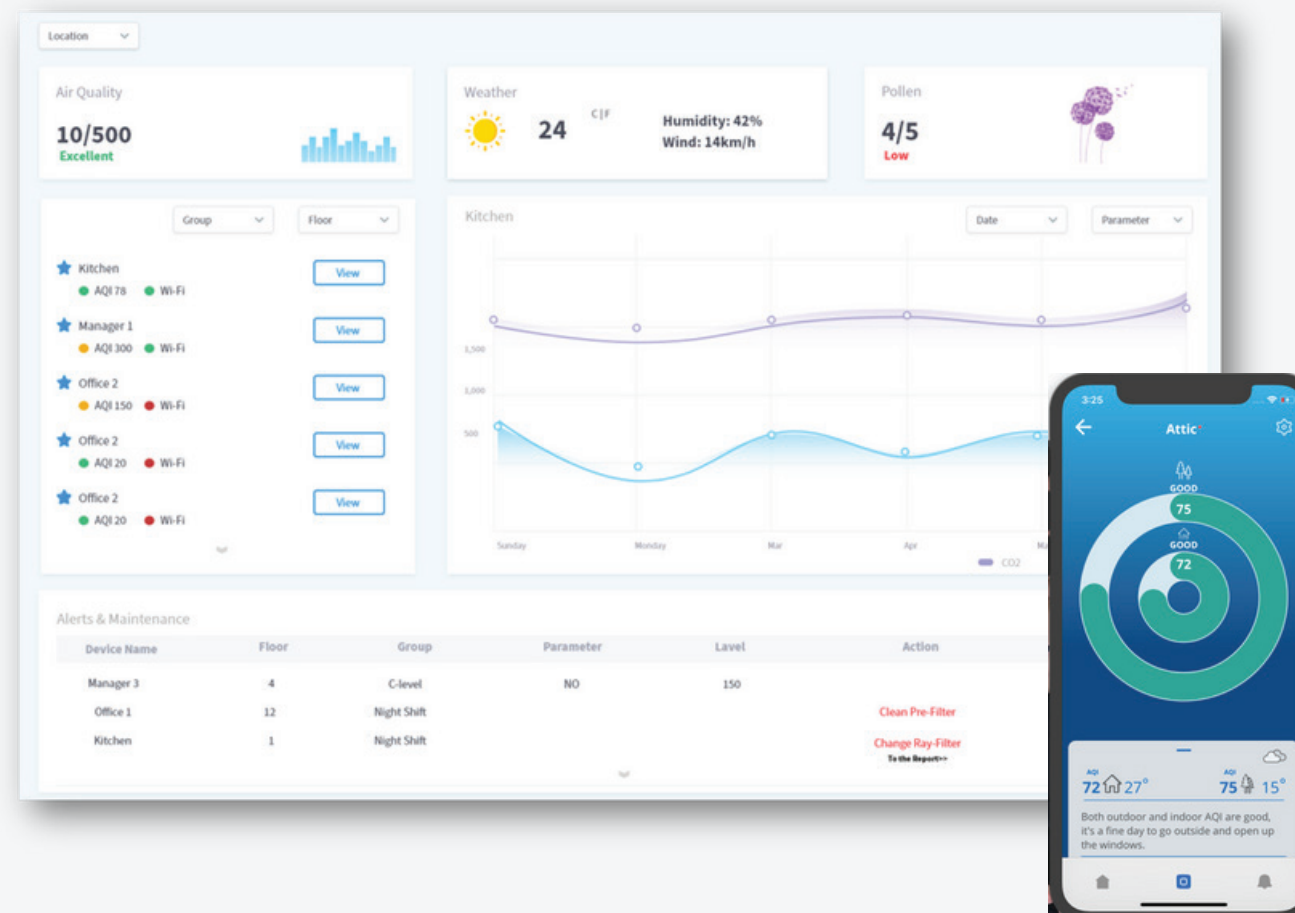 Location
Air Quality
10/500
Excellent
Weather
24
C|F
Humidity: 42%
Wind: 14km/h
Pollen
4/5
Low
Group
Floor
Kitchen
AQI 78 Wi-Fi
View
Manager 1
AQI 300 Wi-Fi
View
Office 2
AQI 150 Wi-Fi
View
Office 2
AQI 20 Wi-Fi
View
Office 2
AQI 20 Wi-Fi
View
Kitchen
Date
Parameter
1,500
1,000
500
Sunday Monday Mar Apr Ma
CO2
Alerts & Maintenance
Device Name Floor Group Parameter Lavel Action
Manager 3 4 C-level NO 150
Office 1 12 Night Shift Clean Pre-Filter
Kitchen 1 Night Shift Change Ray-Filter
To the Report>>
3:25
Attic
GOOD
75
GOOD
72
AQI
72 27°
AQI
75 15°
Both outdoor and indoor AQI are good,
it's a fine day to go outside and open up
the windows.